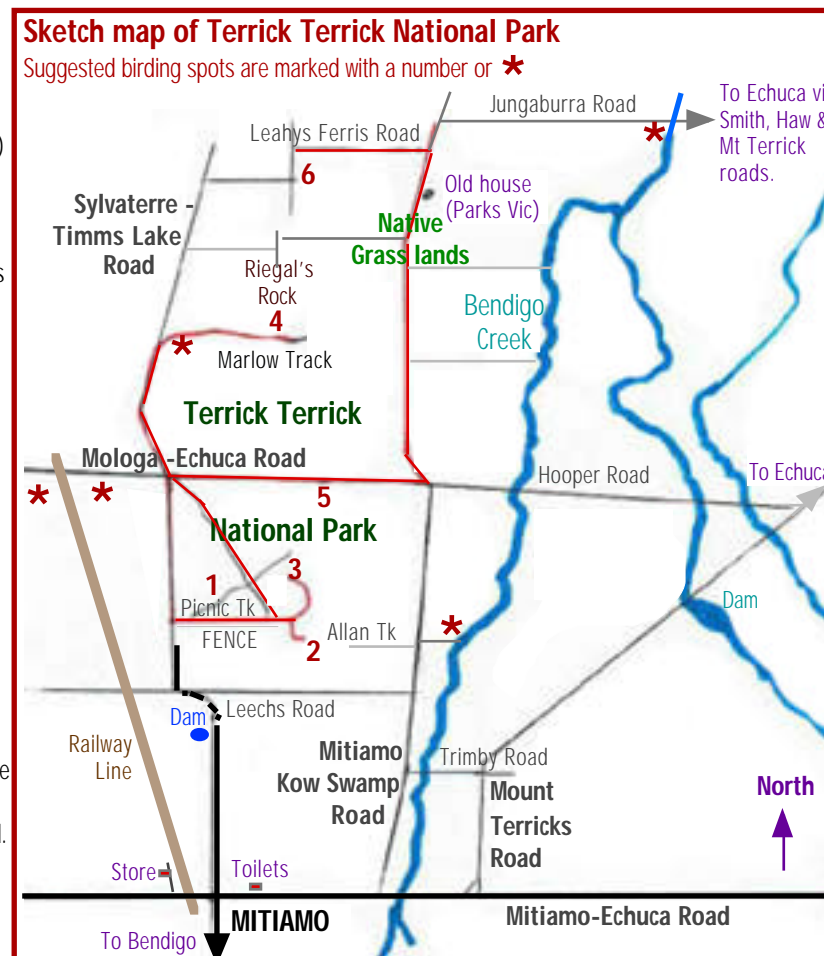 Sketch map of Terrick Terrick National Park
Suggested birding spots are marked with a number or *
Jungaburra Road
To Echuca vi
Smith, Haw &
Mt Terrick
roads.
*
)
Leahys Ferris Road
6
Old house
(Parks Vic)
Sylvaterre -
Timms Lake
Road
Native
Grass lands
s
Riegal's
Rock
4
Bendigo
Creek
*
Marlow Track
Terrick Terrick
Mologa -Echuca Road
Hooper Road
To Echuca
*
*
5
National Park
1
3
Picnic Tk
FENCE
2
Allan Tk
*
Dam
Leechs Road
Dam
Railway
Line
Mitiamo
Kow Swamp
Road
Trimby Road
Mount
Terricks
Road
North
e
d.
Store
Toilets
MITIAMO
Mitiamo-Echuca Road
To Bendigo